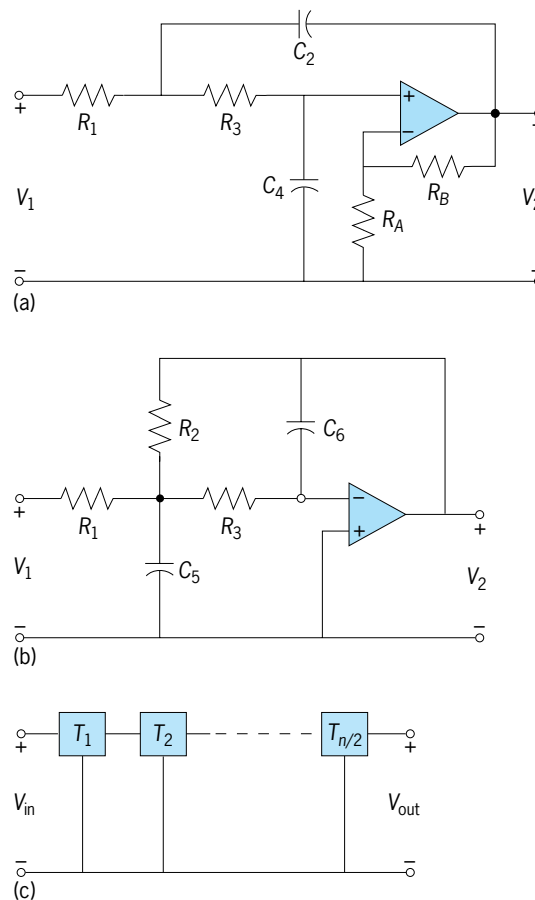 C2
R1
R3
+
−
C4
RB
RA
+
V1
V2
−
−
−
(a)
R2
C6
R1
R3
−
+
+
+
V1
C5
V2
−
−
(b)
T1
T2
Tn/2
+
+
Vin
Vout
−
−
(c)